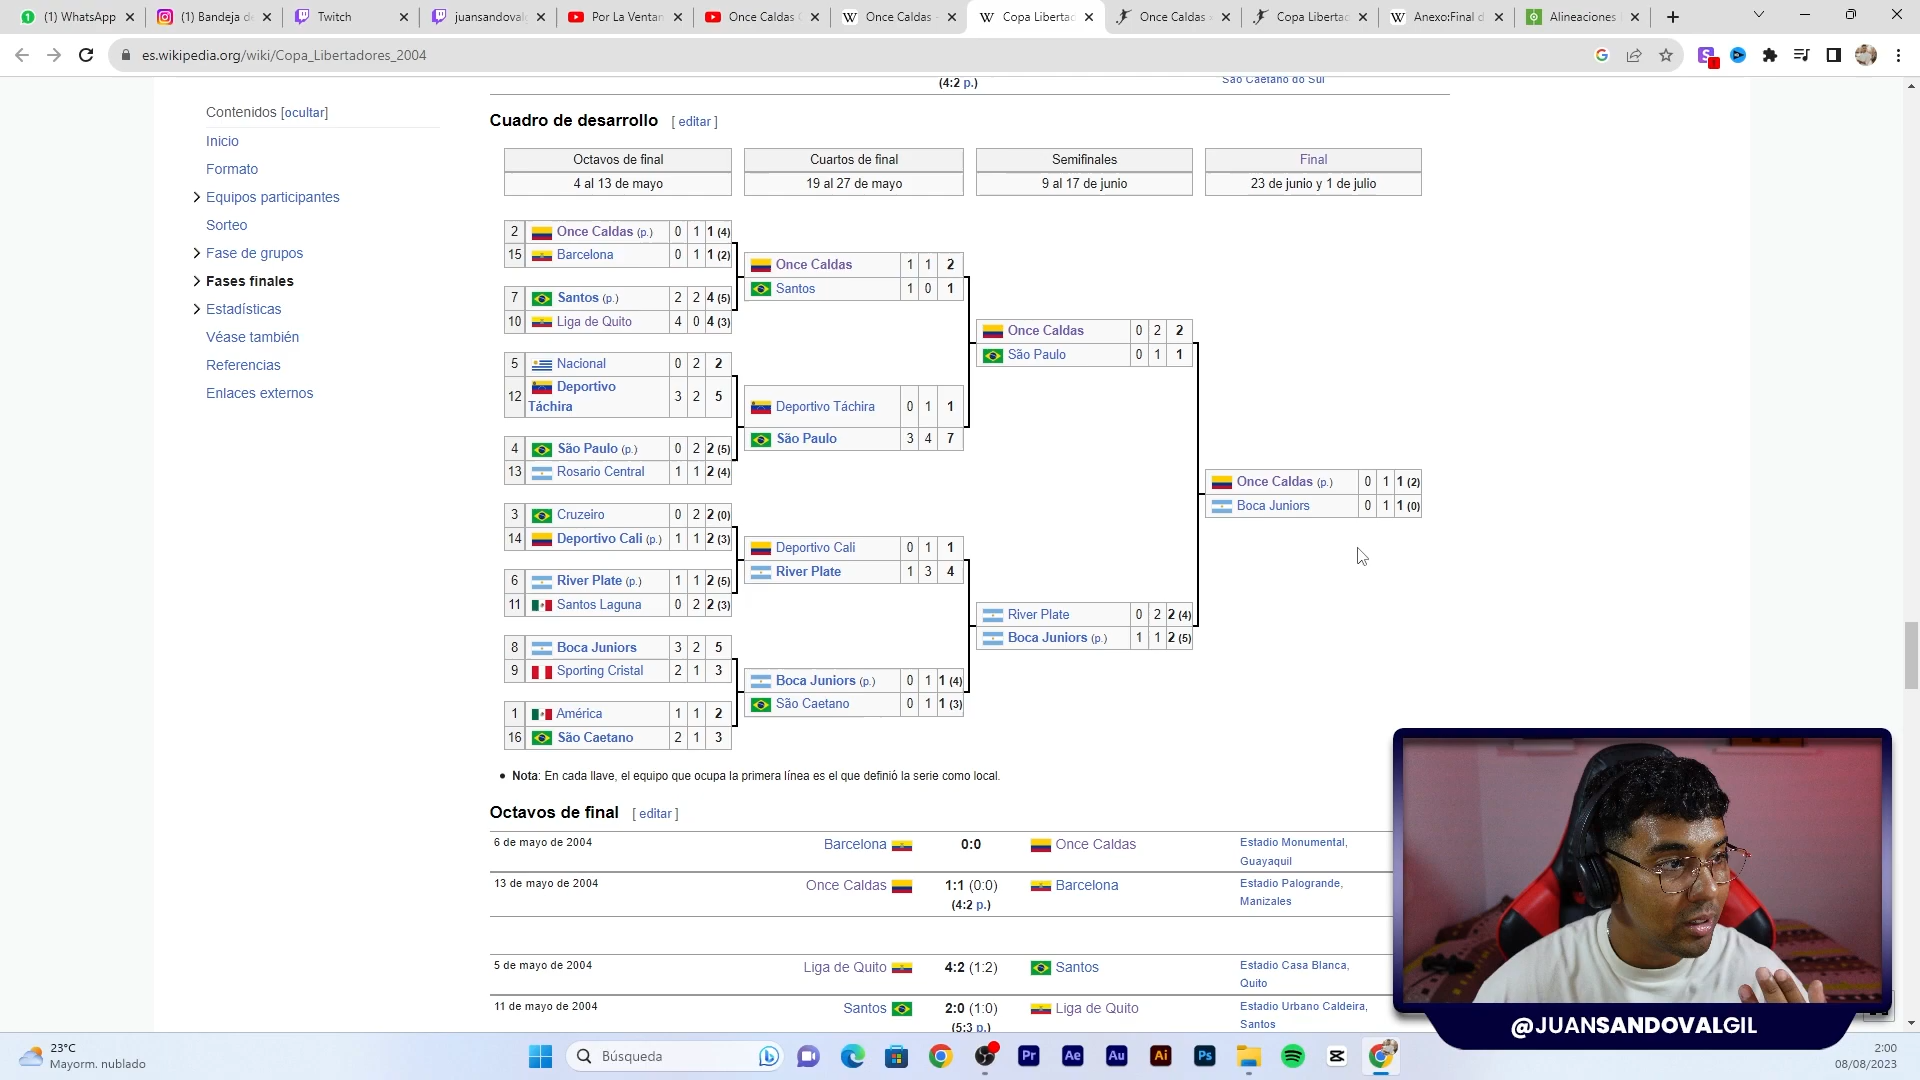 (1) WhatsApp
(1) Bandeja de
Twitch
juansandoval
Por La Ventan
Once Caldas
Once Caldas -
Copa Libertad
Once Caldas
Copa Libertad
Anexo:Final d
Alineaciones
es.wikipedia.org/wiki/Copa_Libertadores_2004
(4:2 p.)
São Caetano do Sul
Contenidos [ocultar]
Inicio
Formato
Equipos participantes
Sorteo
Fase de grupos
Fases finales
Estadísticas
Véase también
Referencias
Enlaces externos
Cuadro de desarrollo [ editar ]
Octavos de final Cuartos de final Semifinales Final
4 al 13 de mayo 19 al 27 de mayo 9 al 17 de junio 23 de junio y 1 de julio
2 Once Caldas (p.) 0 1 1 (4)
15 Barcelona 0 1 1 (2)
7 Santos (p.) 2 2 4 (5)
10 Liga de Quito 4 0 4 (3)
5 Nacional 0 2 2
12 Deportivo Táchira 3 2 5
4 São Paulo (p.) 0 2 2 (5)
13 Rosario Central 1 1 2 (4)
3 Cruzeiro 0 2 2 (0)
14 Deportivo Cali (p.) 1 1 2 (3)
6 River Plate (p.) 1 1 2 (5)
11 Santos Laguna 0 2 2 (3)
8 Boca Juniors 3 2 5
9 Sporting Cristal 2 1 3
1 América 1 1 2
16 São Caetano 2 1 3
Once Caldas 1 1 2
Santos 1 0 1
Deportivo Táchira 0 1 1
São Paulo 3 4 7
Deportivo Cali 0 1 1
River Plate 1 3 4
Boca Juniors (p.) 0 1 1 (4)
São Caetano 0 1 1 (3)
Once Caldas 0 2 2
São Paulo 0 1 1
River Plate 0 2 2 (4)
Boca Juniors (p.) 1 1 2 (5)
Once Caldas (p.) 0 1 1 (2)
Boca Juniors 0 1 1 (0)
• Nota: En cada llave, el equipo que ocupa la primera línea es el que definió la serie como local.
Octavos de final [ editar ]
6 de mayo de 2004 Barcelona 0:0 Once Caldas Estadio Monumental,
Guayaquil
13 de mayo de 2004 Once Caldas 1:1 (0:0) Barcelona Estadio Palogrande,
(4:2 p.) Manizales
5 de mayo de 2004 Liga de Quito 4:2 (1:2) Santos Estadio Casa Blanca,
Quito
11 de mayo de 2004 Santos 2:0 (1:0) Liga de Quito Estadio Urbano Caldeira,
(5:3 p.) Santos
@JUANSANDOVALGIL
23°C
Mayorm. nublado
Búsqueda
Pr
Ae
Au
Ai
Ps
2:00
08/08/2023